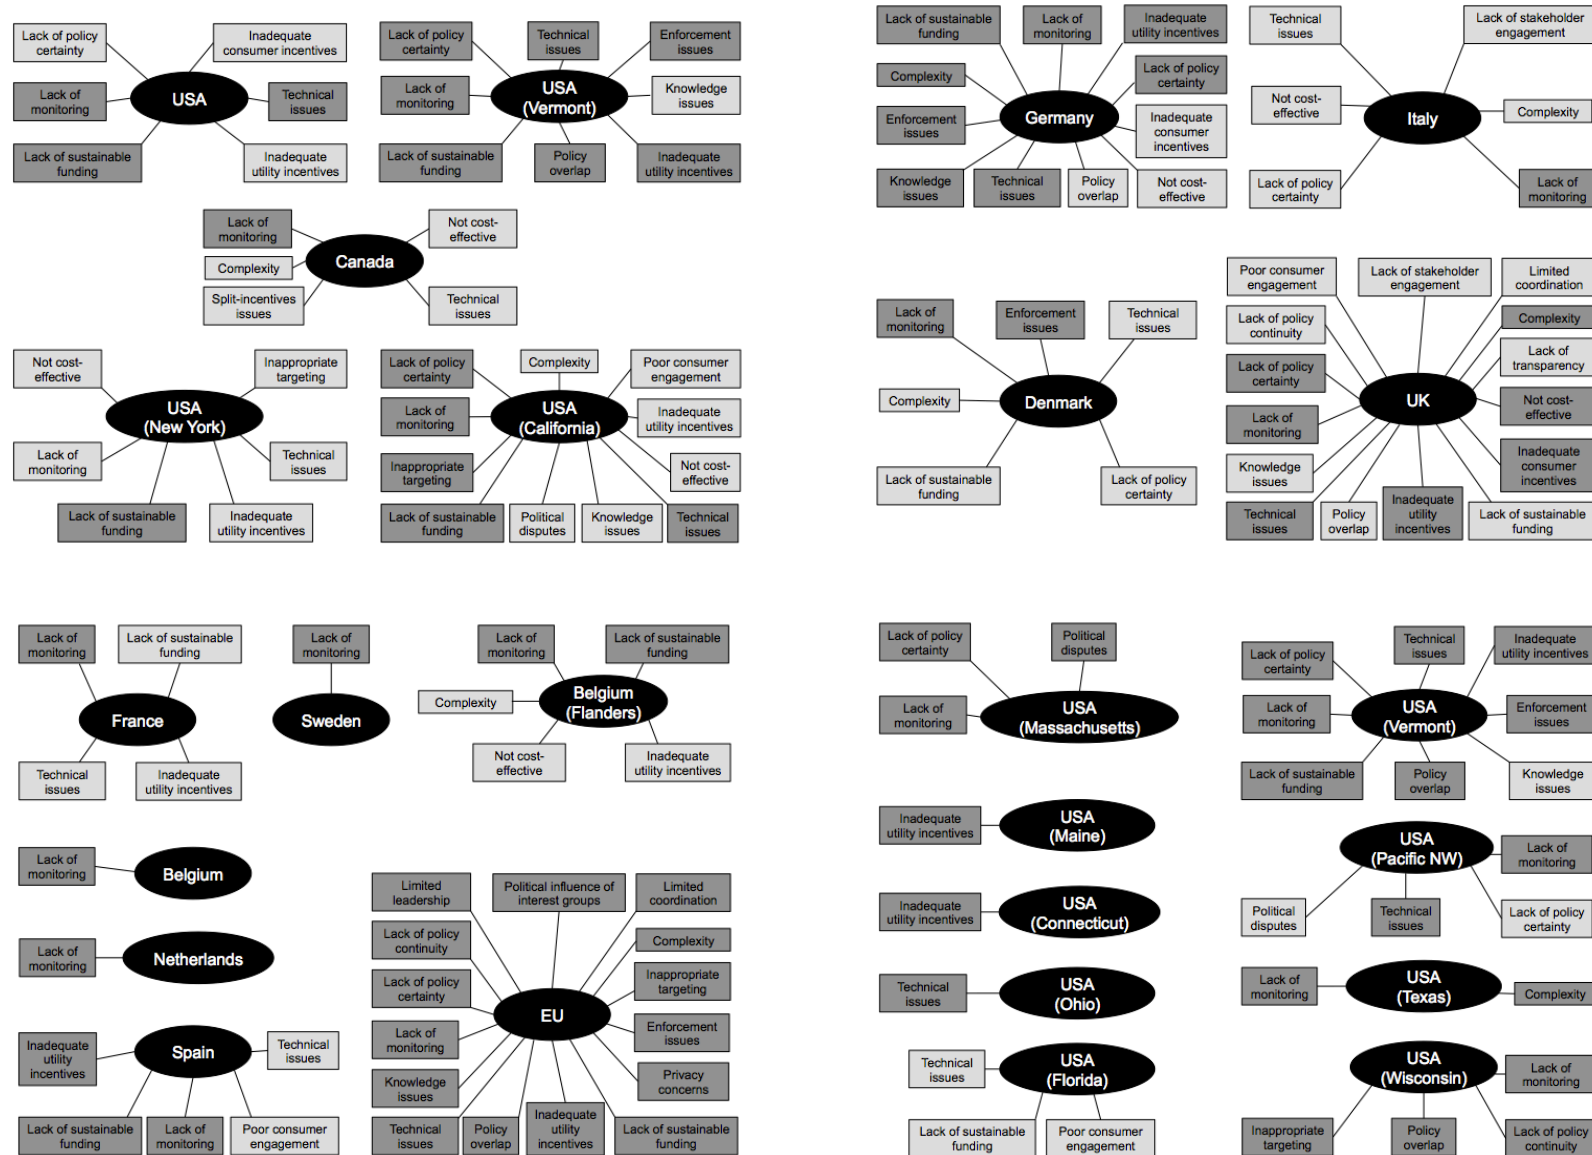 Lack of policy
certainty
Inadequate
consumer incentives
Lack of
monitoring
USA
Technical
issues
Lack of sustainable
funding
Inadequate
utility incentives
Lack of policy
certainty
Technical
issues
Enforcement
issues
Lack of
monitoring
USA
(Vermont)
Knowledge
issues
Lack of sustainable
funding
Policy
overlap
Inadequate
utility incentives
Lack of
monitoring
Not cost-
effective
Complexity
Canada
Split-incentives
issues
Technical
issues
Not cost-
effective
Inappropriate
targeting
USA
(New York)
Lack of
monitoring
Technical
issues
Lack of sustainable
funding
Inadequate
utility incentives
Lack of policy
certainty
Complexity
Poor consumer
engagement
Lack of
monitoring
USA
(California)
Inadequate
utility incentives
Inappropriate
targeting
Not cost-
effective
Lack of sustainable
funding
Political
disputes
Knowledge
issues
Technical
issues
Lack of sustainable
funding
Lack of
monitoring
Inadequate
utility incentives
Complexity
Lack of policy
certainty
Enforcement
issues
Germany
Inadequate
consumer
incentives
Knowledge
issues
Technical
issues
Policy
overlap
Not cost-
effective
Technical
issues
Lack of stakeholder
engagement
Not cost-
effective
Italy
Complexity
Lack of policy
certainty
Lack of
monitoring
Lack of
monitoring
Enforcement
issues
Technical
issues
Complexity
Denmark
Lack of sustainable
funding
Lack of policy
certainty
Poor consumer
engagement
Lack of stakeholder
engagement
Limited
coordination
Lack of policy
continuity
Complexity
Lack of policy
certainty
Lack of
transparency
UK
Lack of
monitoring
Not cost-
effective
Knowledge
issues
Inadequate
consumer
incentives
Technical
issues
Policy
overlap
Inadequate
utility
incentives
Lack of sustainable
funding
Lack of
monitoring
Lack of sustainable
funding
France
Technical
issues
Inadequate
utility incentives
Lack of
monitoring
Sweden
Lack of
monitoring
Lack of sustainable
funding
Complexity
Belgium
(Flanders)
Not cost-
effective
Inadequate
utility incentives
Lack of
monitoring
Belgium
Lack of
monitoring
Netherlands
Inadequate
utility
incentives
Spain
Technical
issues
Lack of sustainable
funding
Lack of
monitoring
Poor consumer
engagement
Limited
leadership
Political influence of
interest groups
Limited
coordination
Lack of policy
continuity
Complexity
Lack of policy
certainty
Inappropriate
targeting
EU
Lack of
monitoring
Enforcement
issues
Knowledge
issues
Privacy
concerns
Technical
issues
Policy
overlap
Inadequate
utility
incentives
Lack of sustainable
funding
Lack of policy
certainty
Political
disputes
Lack of
monitoring
USA
(Massachusetts)
Inadequate
utility incentives
USA
(Maine)
Inadequate
utility incentives
USA
(Connecticut)
Technical
issues
USA
(Ohio)
Technical
issues
USA
(Florida)
Lack of sustainable
funding
Poor consumer
engagement
Lack of policy
certainty
Technical
issues
Inadequate
utility incentives
Lack of
monitoring
USA
(Vermont)
Enforcement
issues
Lack of sustainable
funding
Policy
overlap
Knowledge
issues
USA
(Pacific NW)
Lack of
monitoring
Political
disputes
Technical
issues
Lack of policy
certainty
Lack of
monitoring
USA
(Texas)
Complexity
USA
(Wisconsin)
Lack of
monitoring
Inappropriate
targeting
Policy
overlap
Lack of policy
continuity